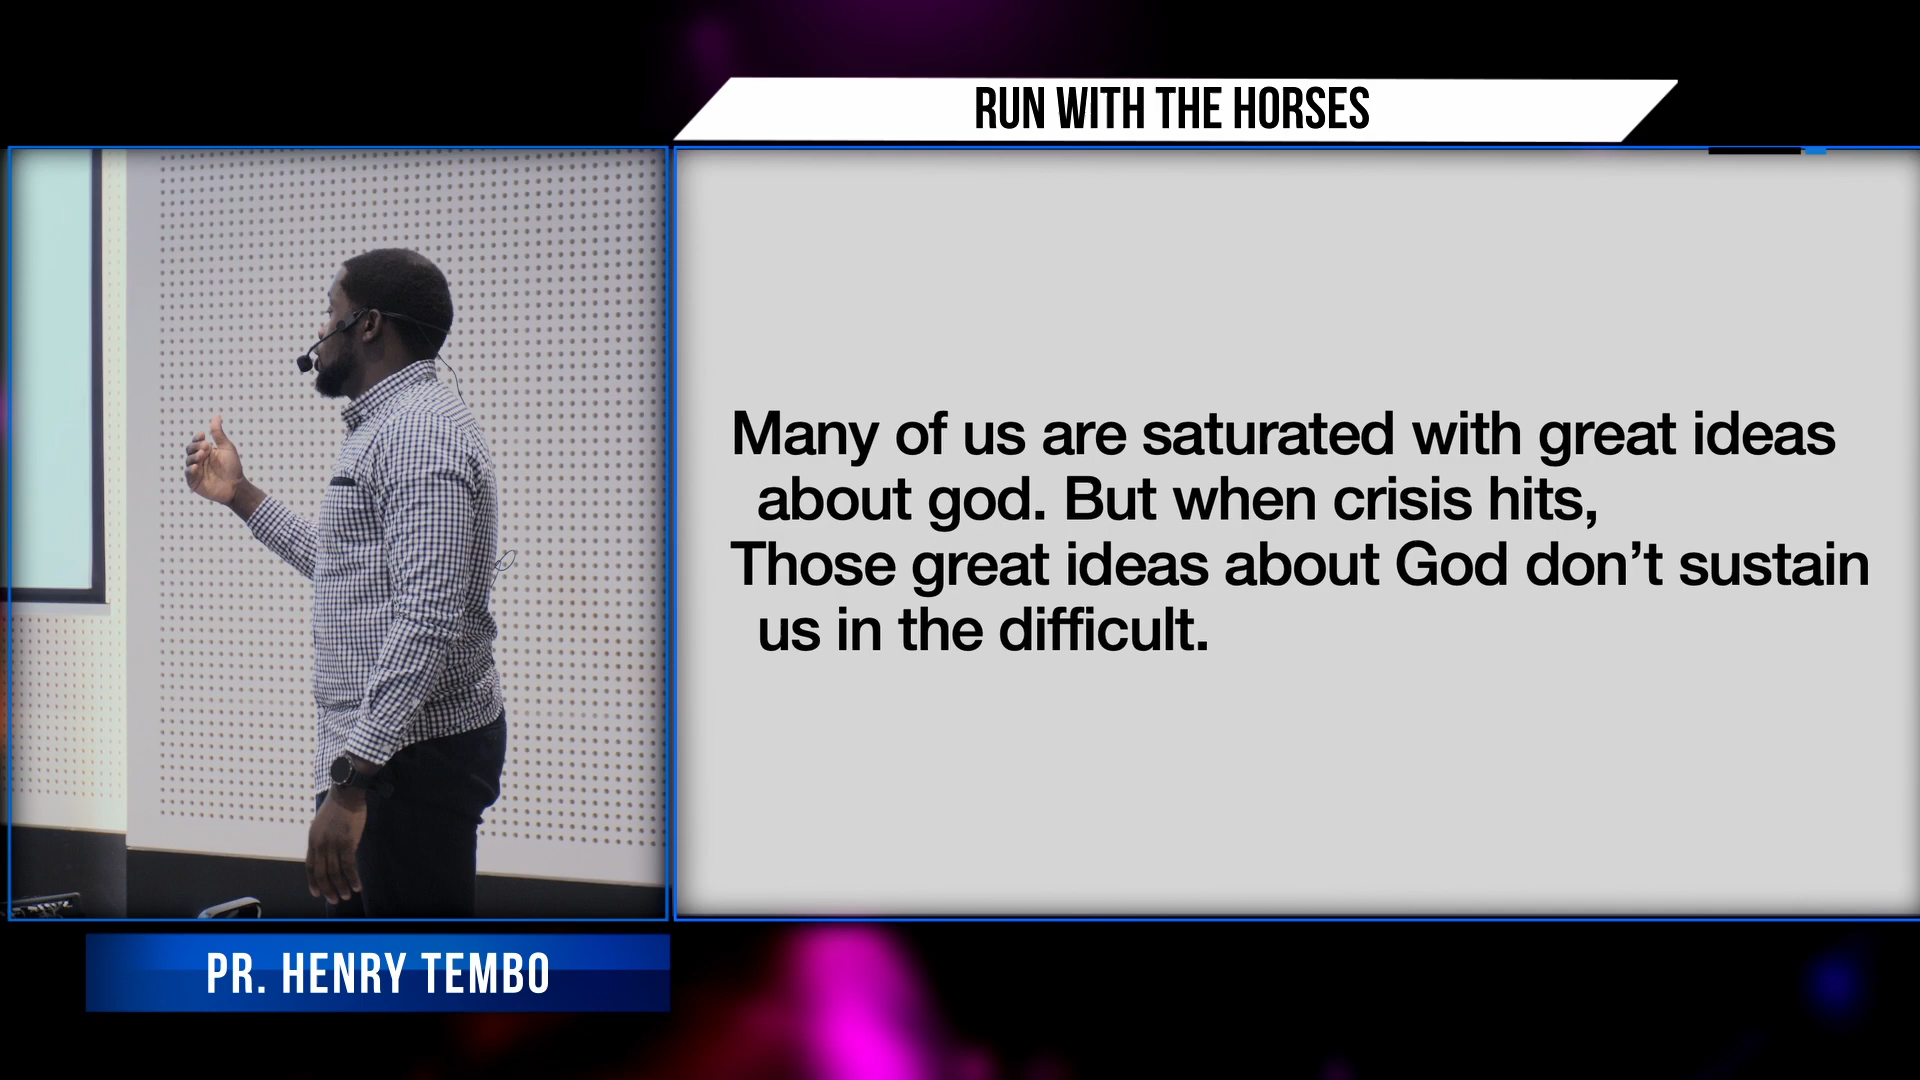 RUN WITH THE HORSES
Many of us are saturated with great ideas
about god. But when crisis hits,
Those great ideas about God don’t sustain
us in the difficult.
PR. HENRY TEMBO